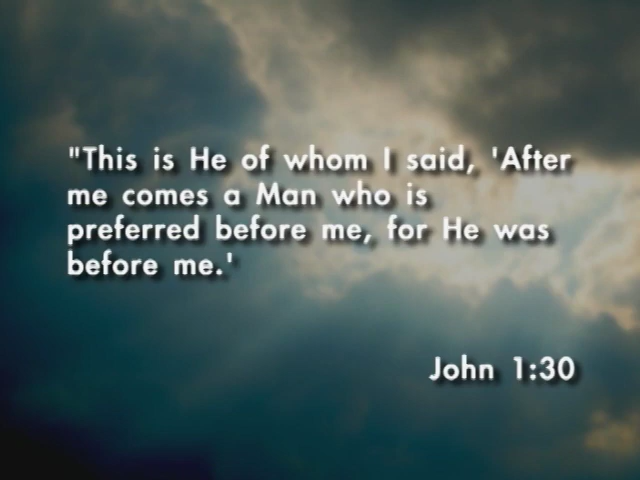 "This is He of whom I said, 'After
me comes a Man who is
preferred before me, for He was
before me.'
John 1:30